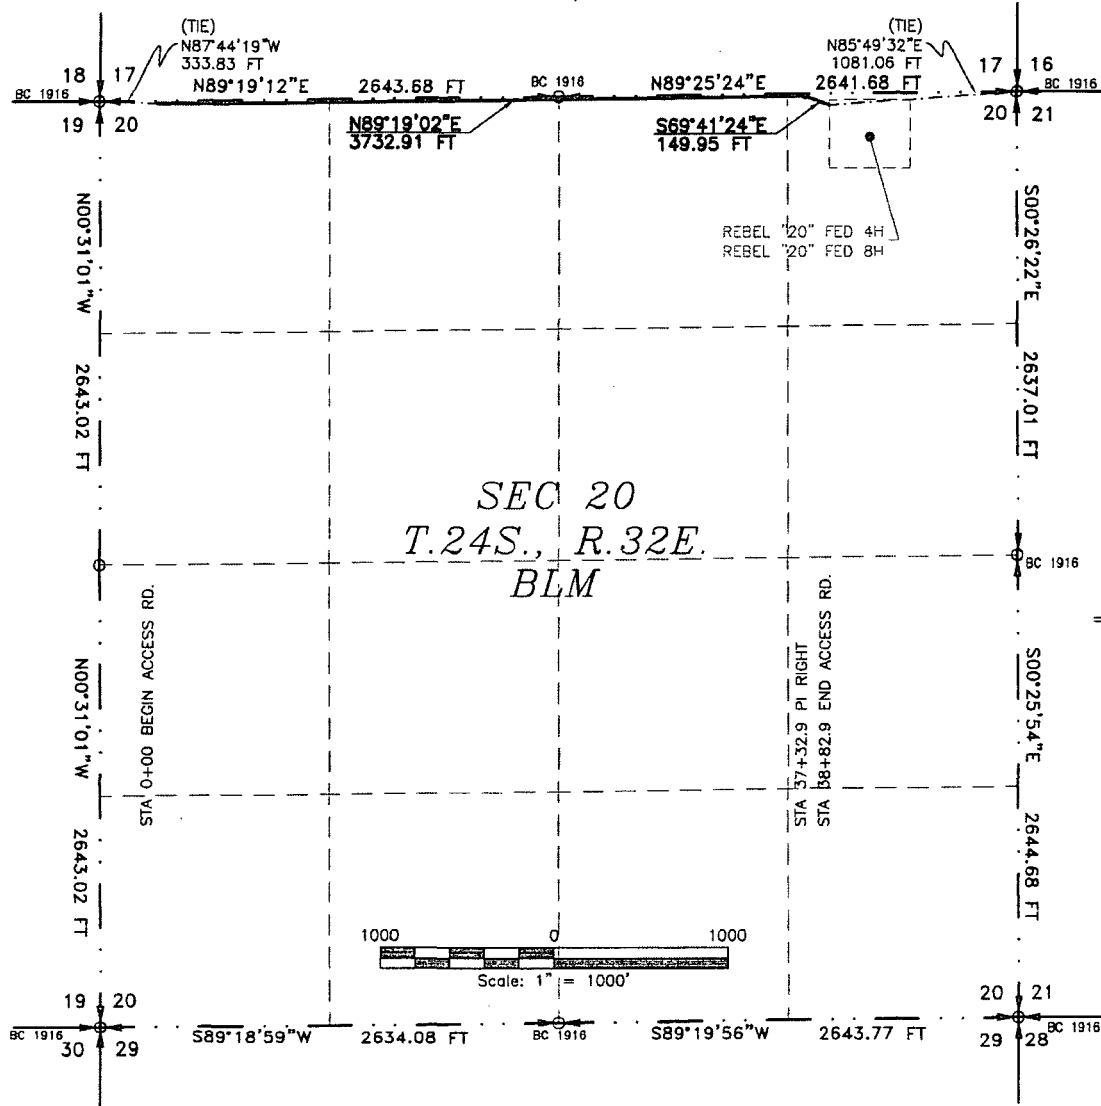 (TIE)
N87°44'19"W
333.83 FT
(TIE)
N85°49'32"E
1081.06 FT
18 17
BC 1916
N89°19'12"E 2643.68 FT
BC 1916
N89°25'24"E 2641.68 FT
17 16
BC 1916
19 20
20 21
N89°19'02"E
3732.91 FT
S69°41'24"E
149.95 FT
REBEL "20" FED 4H
REBEL "20" FED 8H
N00°31'01"W 2643.02 FT
S00°26'22"E 2637.01 FT
SEC 20
T.24S., R.32E.
BLM
BC 1916
STA 0+00 BEGIN ACCESS RD.
STA 37+32.9 PI RIGHT
STA 38+82.9 END ACCESS RD.
N00°31'01"W 2643.02 FT
S00°25'54"E 2644.68 FT
1000 0 1000
Scale: 1" = 1000'
19 20
BC 1916
30 29
S89°18'59"W 2634.08 FT
BC 1916
S89°19'56"W 2643.77 FT
20 21
BC 1916
29 28